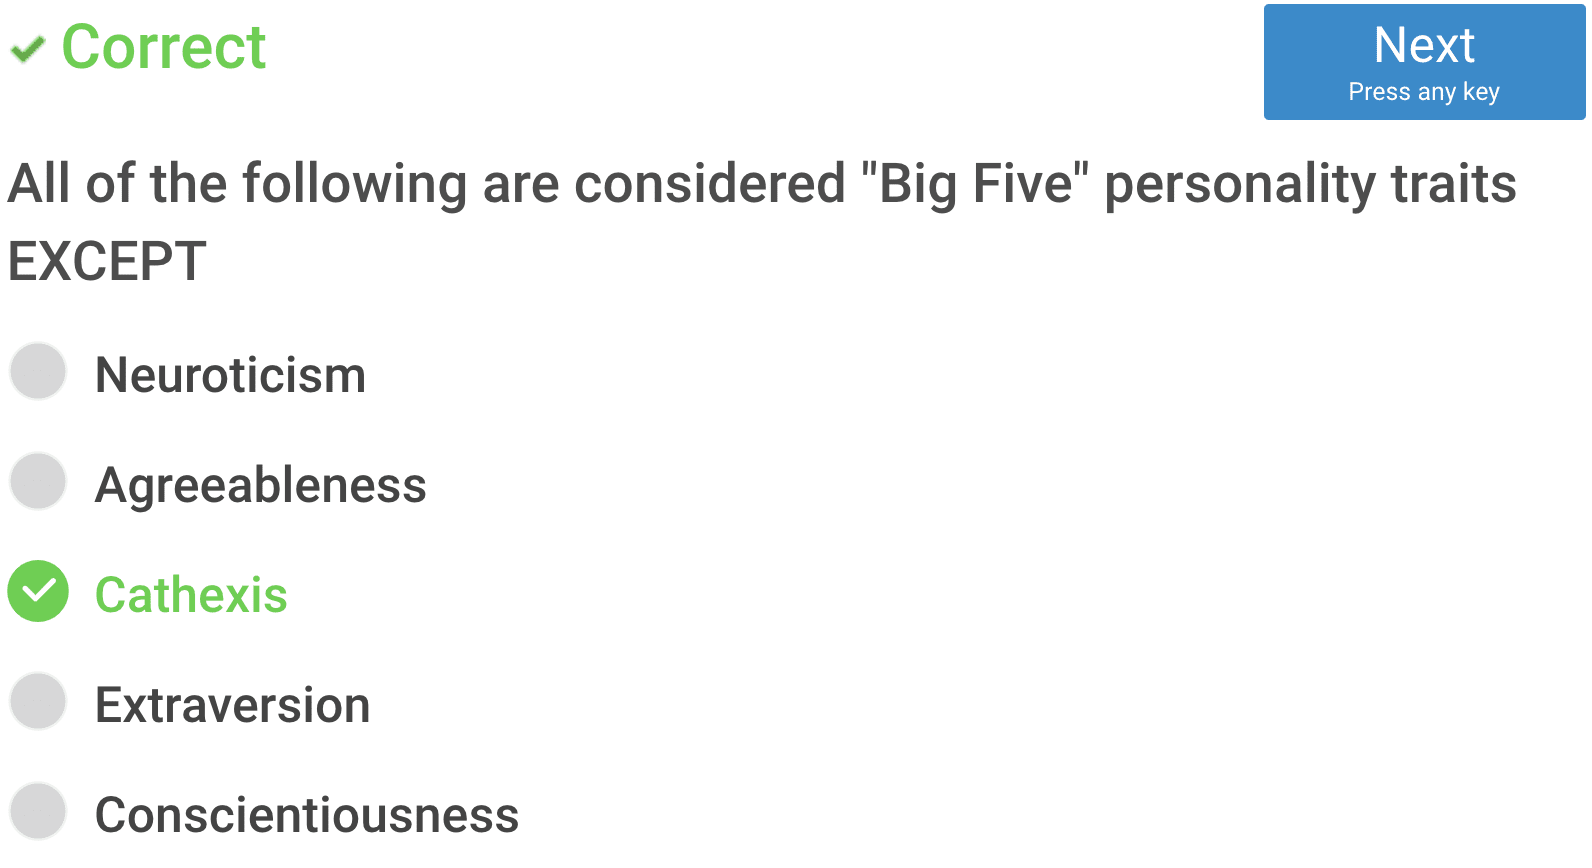 Correct
Next
Press any key
All of the following are considered "Big Five" personality traits
EXCEPT
Neuroticism
Agreeableness
Cathexis
Extraversion
Conscientiousness